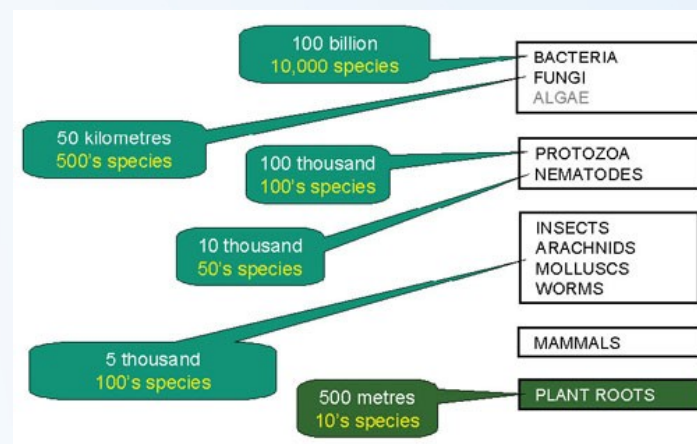 100 billion
10,000 species
BACTERIA
FUNGI
ALGAE
50 kilometres
500's species
100 thousand
100's species
PROTOZOA
NEMATODES
10 thousand
50's species
INSECTS
ARACHNIDS
MOLLUSCS
WORMS
5 thousand
100's species
MAMMALS
500 metres
10's species
PLANT ROOTS